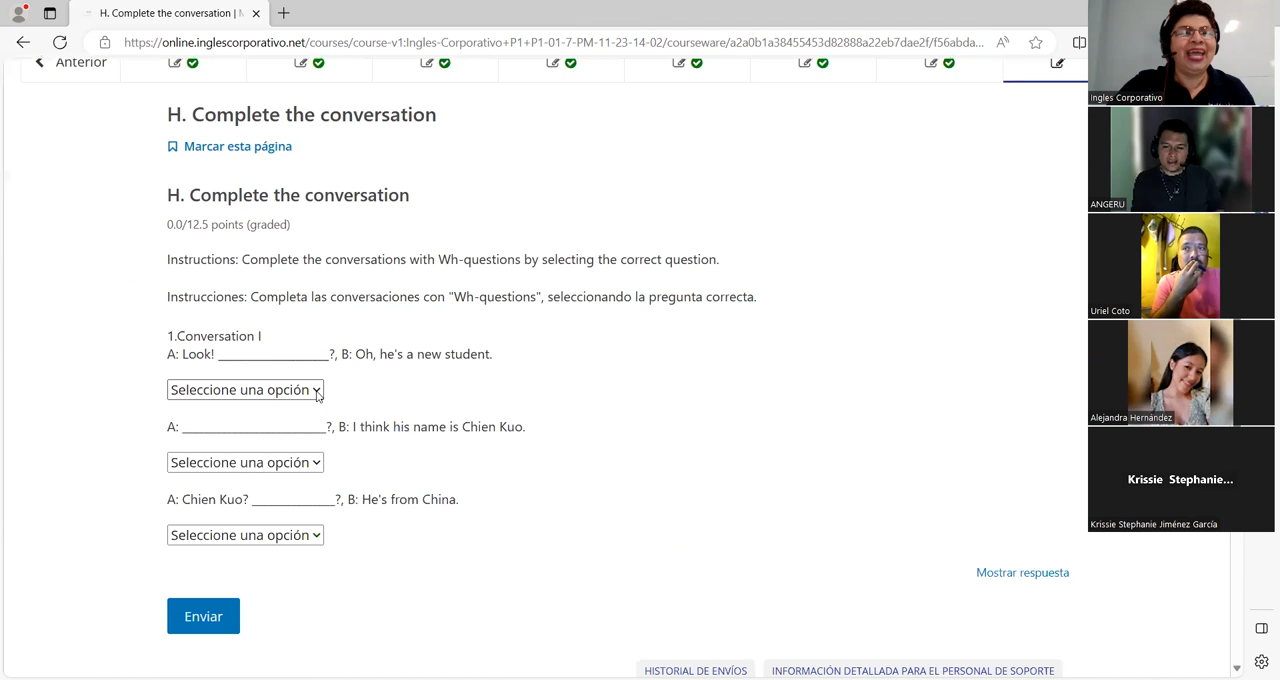 H. Complete the conversation | M
https://online.inglescorporativo.net/courses/course-v1:Ingles-Corporativo+P1+P1-01-7-PM-11-23-14-02/courseware/a2a0b1a38455453d82888a22eb7dae2f/f56abda...
Anterior
H. Complete the conversation
Marcar esta página
H. Complete the conversation
0.0/12.5 points (graded)
Instructions: Complete the conversations with Wh-questions by selecting the correct question.
Instrucciones: Completa las conversaciones con "Wh-questions", seleccionando la pregunta correcta.
1.Conversation I
A: Look! _________________?, B: Oh, he's a new student.
Seleccione una opción
A: ______________________?, B: I think his name is Chien Kuo.
Seleccione una opción
A: Chien Kuo? _____________?, B: He's from China.
Seleccione una opción
Mostrar respuesta
Enviar
HISTORIAL DE ENVÍOS
INFORMACIÓN DETALLADA PARA EL PERSONAL DE SOPORTE
Ingles Corporativo
ANGERU
Uriel Coto
Alejandra Hernández
Krissie Stephanie...
Krissie Stephanie Jiménez García